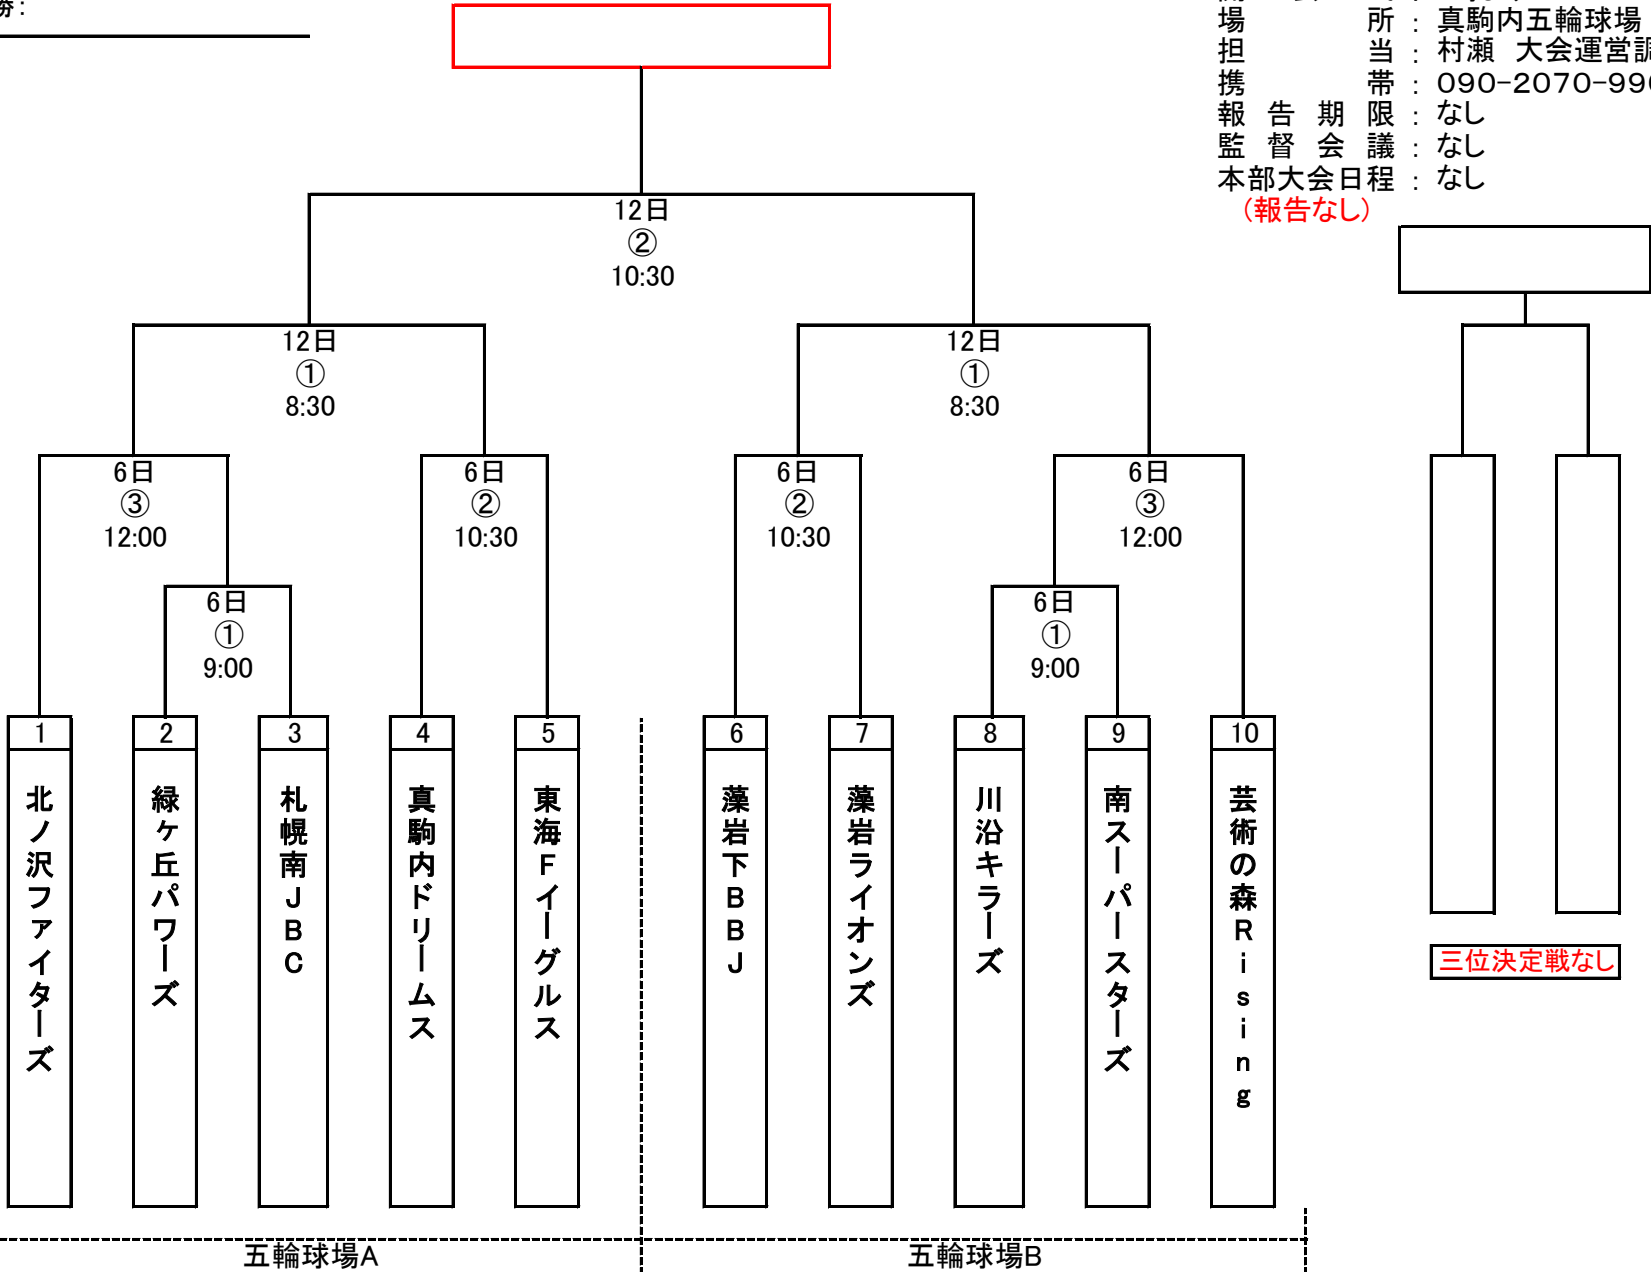 勝：
場所：真駒内五輪球場
担当：村瀬　大会運営
携帯：090-2070-99
報告期限：なし
監督会議：なし
本部大会日程：なし
（報告なし）
12日
②
10:30
12日
①
8:30
12日
①
8:30
6日
③
12:00
6日
②
10:30
6日
②
10:30
6日
③
12:00
6日
①
9:00
6日
①
9:00
1
北ノ沢ファイターズ
2
緑ヶ丘パワーズ
3
札幌南JBC
4
真駒内ドリームス
5
東海Fイーグルス
6
藻岩下BBJ
7
藻岩ライオンズ
8
川沿キラーズ
9
南スーパースターズ
10
芸術の森Rising
三位決定戦なし
五輪球場A
五輪球場B